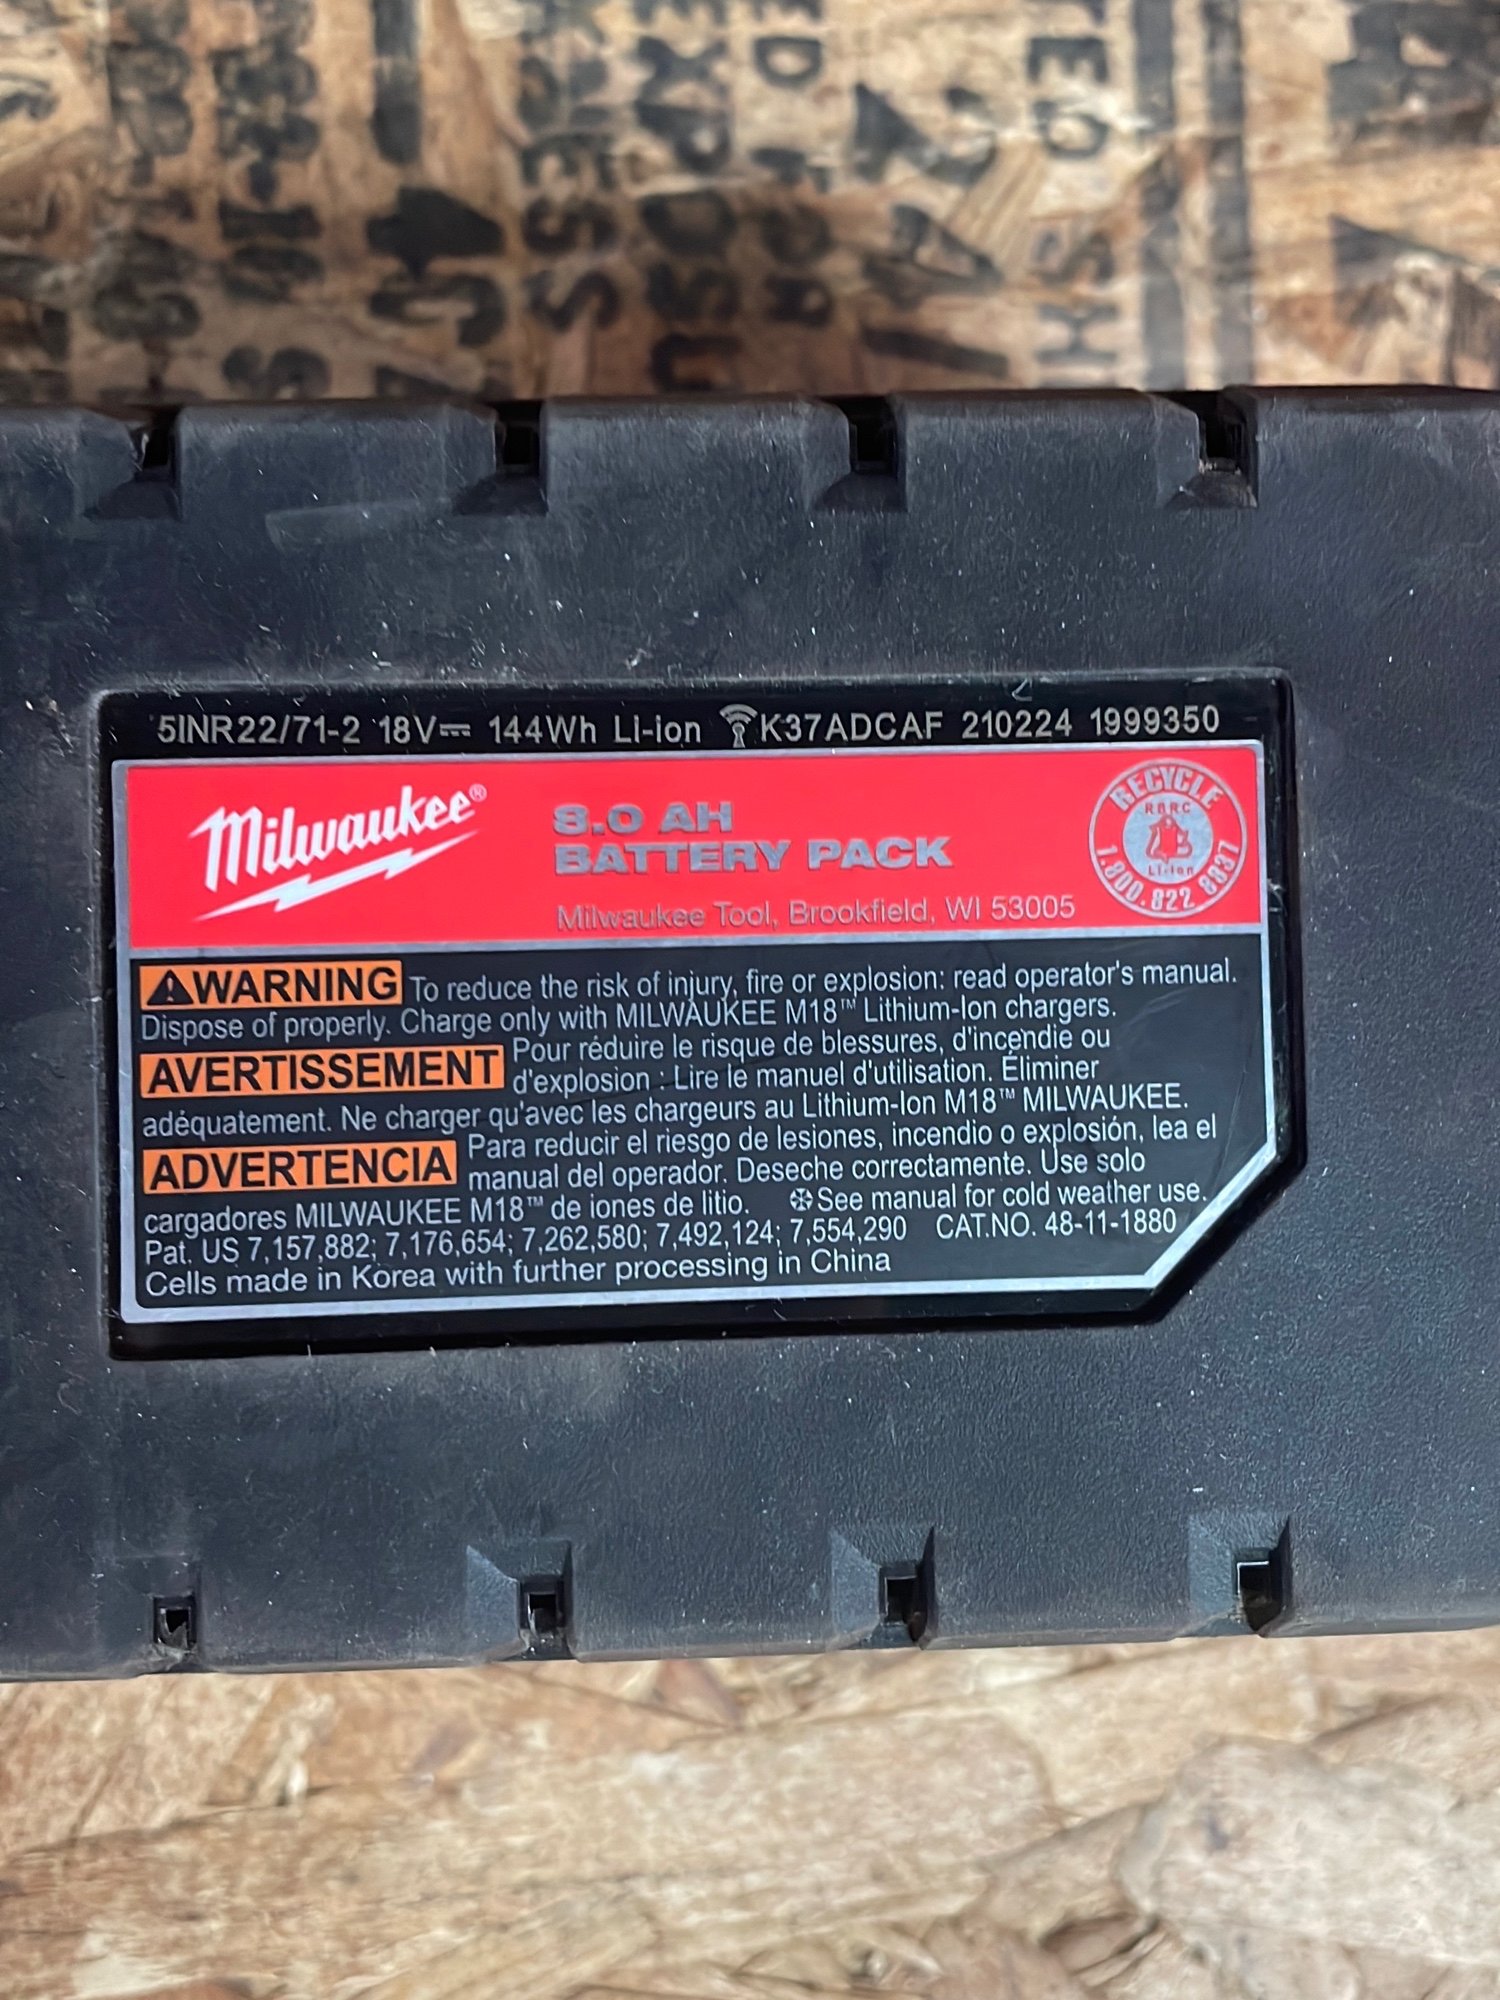 5INR22/71-2 18V⎓ 144Wh Li-ion K37ADCAF 210224 1999350
Milwaukee®
8.0 AH
BATTERY PACK
Milwaukee Tool, Brookfield, WI 53005
RECYCLE
RBRC
Li-Ion
1.800.822 8837
⚠WARNING To reduce the risk of injury, fire or explosion: read operator's manual.
Dispose of properly. Charge only with MILWAUKEE M18™ Lithium-Ion chargers.
AVERTISSEMENT Pour réduire le risque de blessures, d'incendie ou
d'explosion : Lire le manuel d'utilisation. Éliminer
adéquatement. Ne charger qu'avec les chargeurs au Lithium-Ion M18™ MILWAUKEE.
ADVERTENCIA Para reducir el riesgo de lesiones, incendio o explosión, lea el
manual del operador. Deseche correctamente. Use solo
cargadores MILWAUKEE M18™ de iones de litio. ❄See manual for cold weather use.
Pat. US 7,157,882; 7,176,654; 7,262,580; 7,492,124; 7,554,290 CAT.NO. 48-11-1880
Cells made in Korea with further processing in China